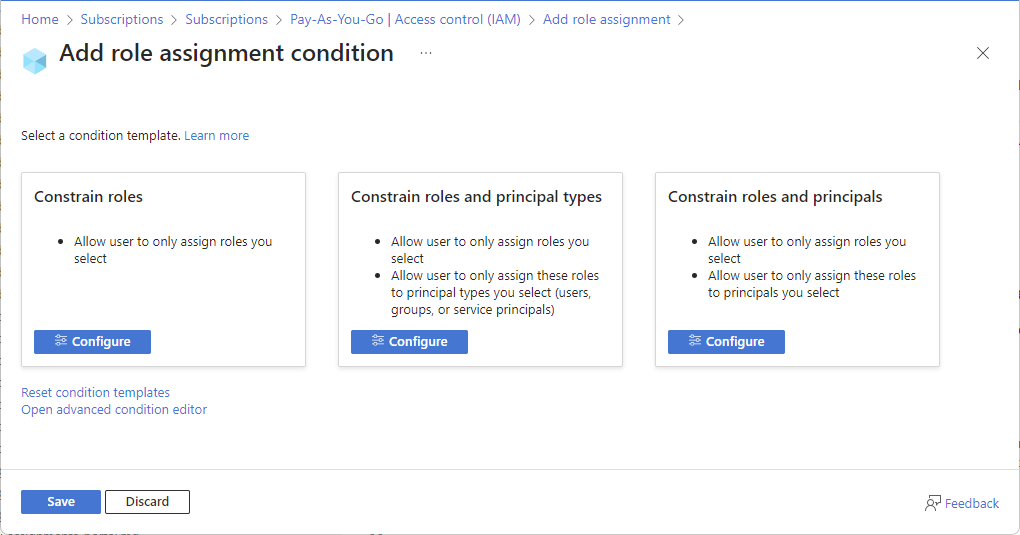 Home > Subscriptions > Subscriptions > Pay-As-You-Go | Access control (IAM) > Add role assignment >
Add role assignment condition ...
Select a condition template. Learn more
Constrain roles
• Allow user to only assign roles you
select
Configure
Constrain roles and principal types
• Allow user to only assign roles you
select
• Allow user to only assign these roles
to principal types you select (users,
groups, or service principals)
Configure
Constrain roles and principals
• Allow user to only assign roles you
select
• Allow user to only assign these roles
to principals you select
Configure
Reset condition templates
Open advanced condition editor
Save
Discard
Feedback